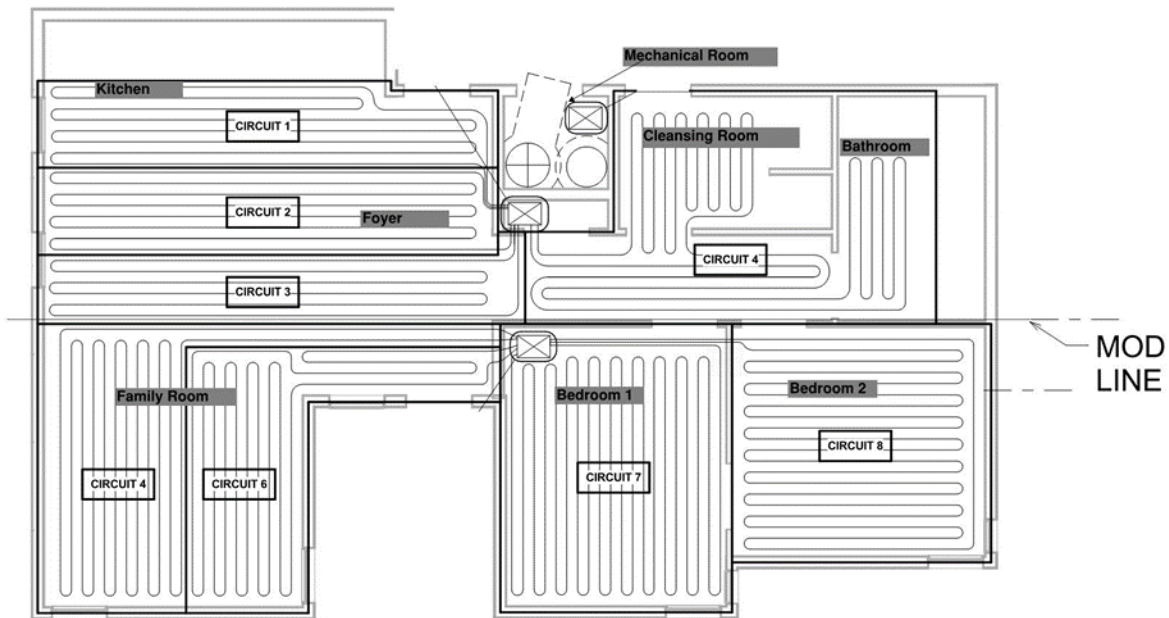 Mechanical Room
Kitchen
CIRCUIT 1
Cleansing Room
Bathroom
CIRCUIT 2
Foyer
CIRCUIT 4
CIRCUIT 3
MOD
LINE
Family Room
Bedroom 1
Bedroom 2
CIRCUIT 8
CIRCUIT 4
CIRCUIT 6
CIRCUIT 7